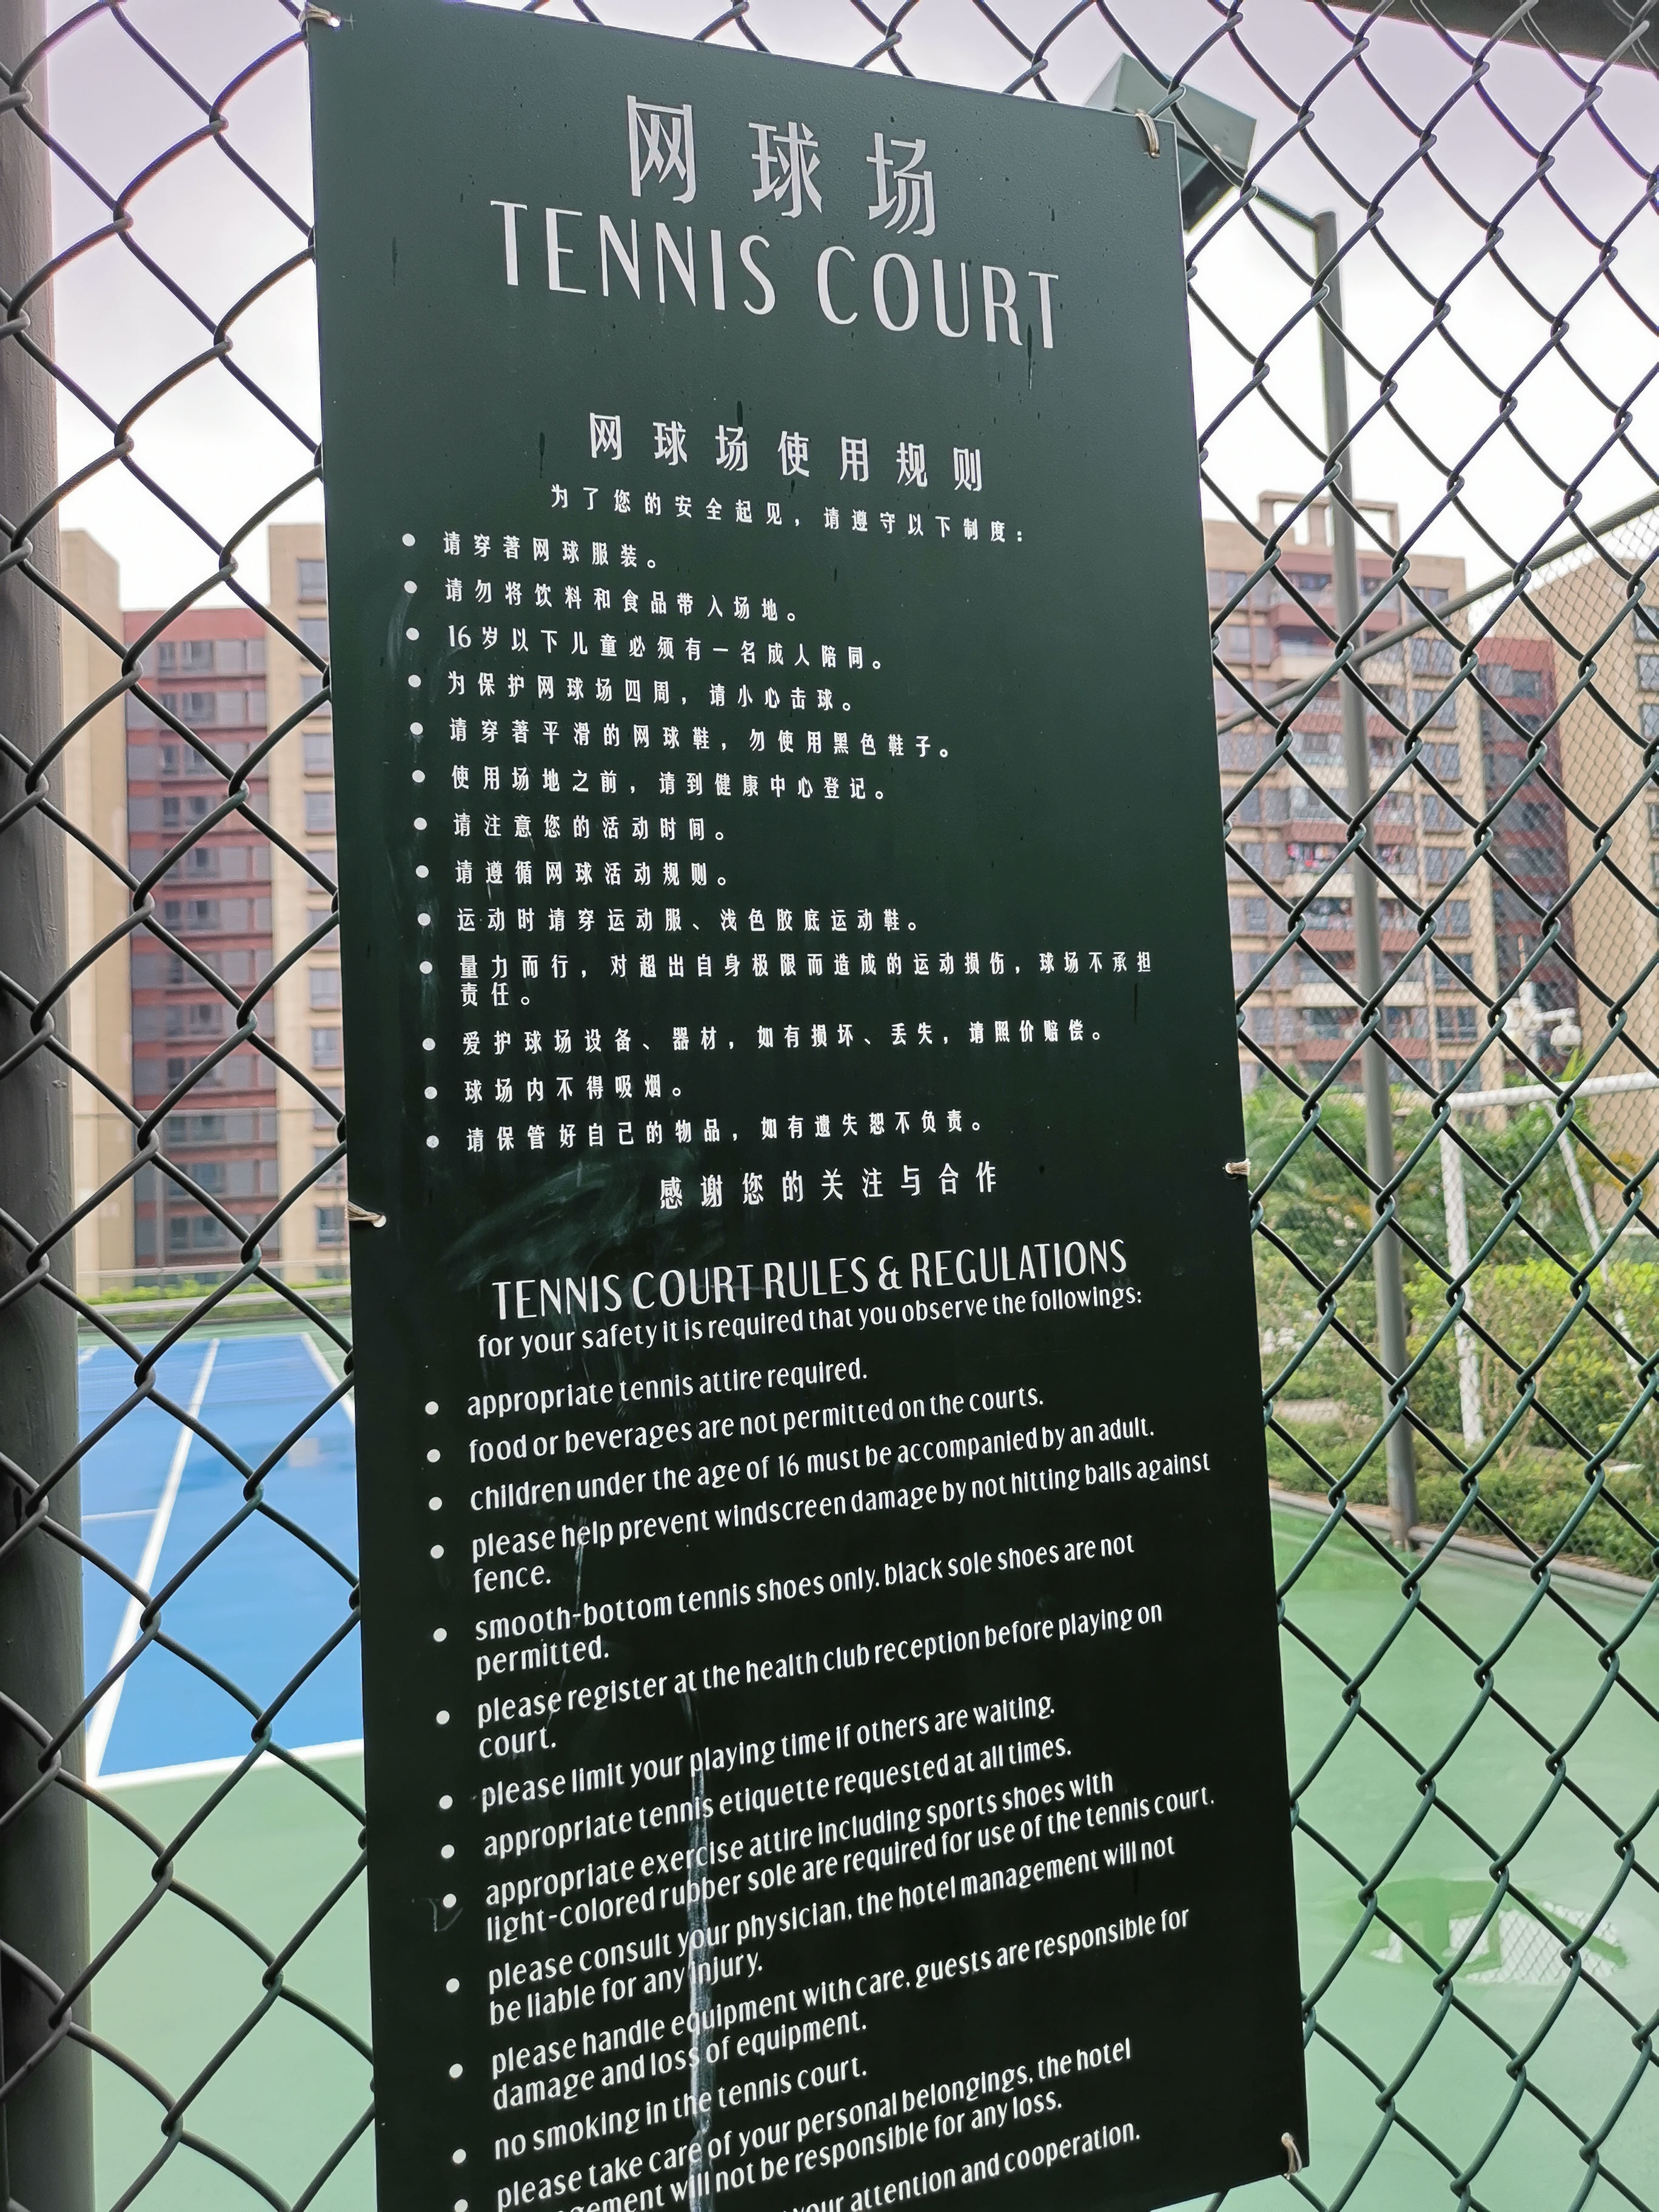 网球场
TENNIS COURT
网球场使用规则
为了您的安全起见，请遵守以下制度：
• 请穿著网球服装。
• 请勿将饮料和食品带入场地。
• 16岁以下儿童必须有一名成人陪同。
• 为保护网球场四周，请小心击球。
• 请穿著平滑的网球鞋，勿使用黑色鞋子。
• 使用场地之前，请到健康中心登记。
• 请注意您的活动时间。
• 请遵循网球活动规则。
• 运动时请穿运动服、浅色胶底运动鞋。
• 量力而行，对超出自身极限而造成的运动损伤，球场不承担
责任。
• 爱护球场设备、器材，如有损坏、丢失，请照价赔偿。
• 球场内不得吸烟。
• 请保管好自己的物品，如有遗失恕不负责。
感谢您的关注与合作
TENNIS COURT RULES & REGULATIONS
for your safety it is required that you observe the followings:
• appropriate tennis attire required.
• food or beverages are not permitted on the courts.
• children under the age of 16 must be accompanied by an adult.
• please help prevent windscreen damage by not hitting balls against
fence.
• smooth-bottom tennis shoes only. black sole shoes are not
permitted.
• please register at the health club reception before playing on
court.
• please limit your playing time if others are waiting.
• appropriate tennis etiquette requested at all times.
• appropriate exercise attire including sports shoes with
light-colored rubber sole are required for use of the tennis court.
• please consult your physician, the hotel management will not
be liable for any injury.
• please handle equipment with care, guests are responsible for
damage and loss of equipment.
• no smoking in the tennis court.
• please take care of your personal belongings, the hotel
will not be responsible for any loss.
your attention and cooperation.